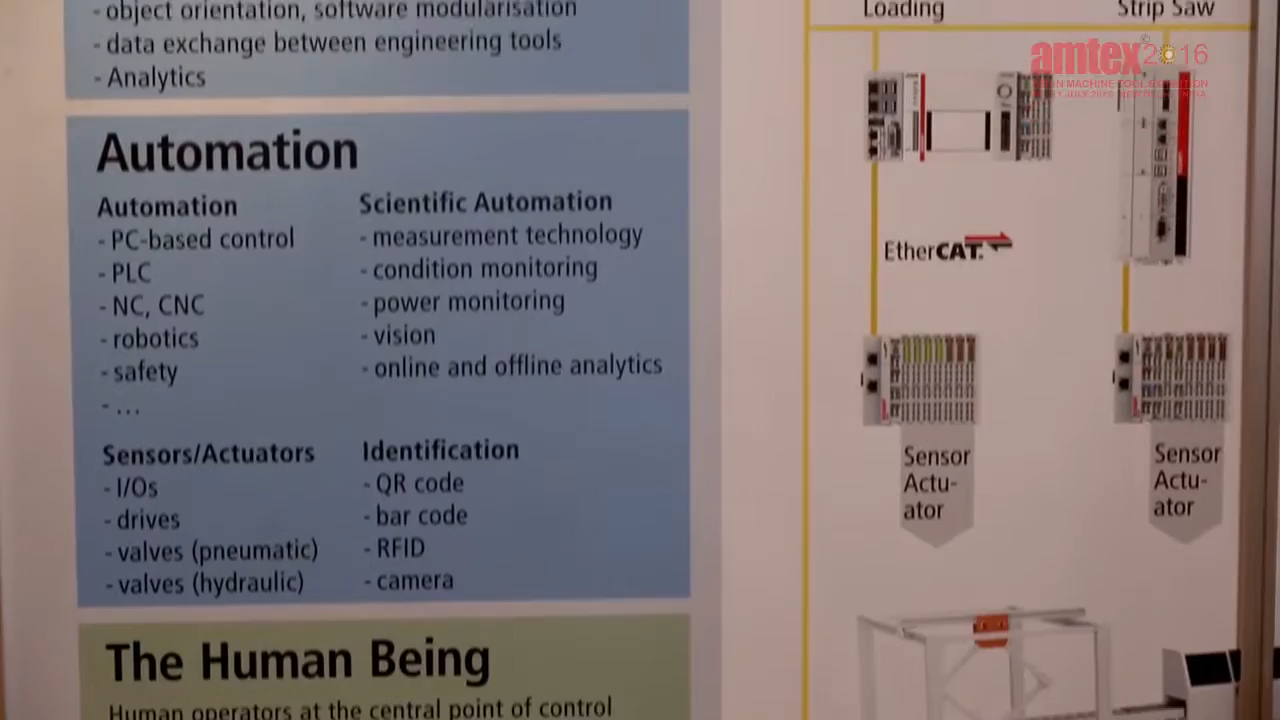 - object orientation, software modularisation
- data exchange between engineering tools
- Analytics
Automation
Automation
- PC-based control
- PLC
- NC, CNC
- robotics
- safety
- ...
Scientific Automation
- measurement technology
- condition monitoring
- power monitoring
- vision
- online and offline analytics
Sensors/Actuators
- I/Os
- drives
- valves (pneumatic)
- valves (hydraulic)
Identification
- QR code
- bar code
- RFID
- camera
The Human Being
Human operators at the central point of control
Loading
Strip Saw
amtex 2016
EtherCAT
Sensor
Actu-
ator
Sensor
Actu-
ator